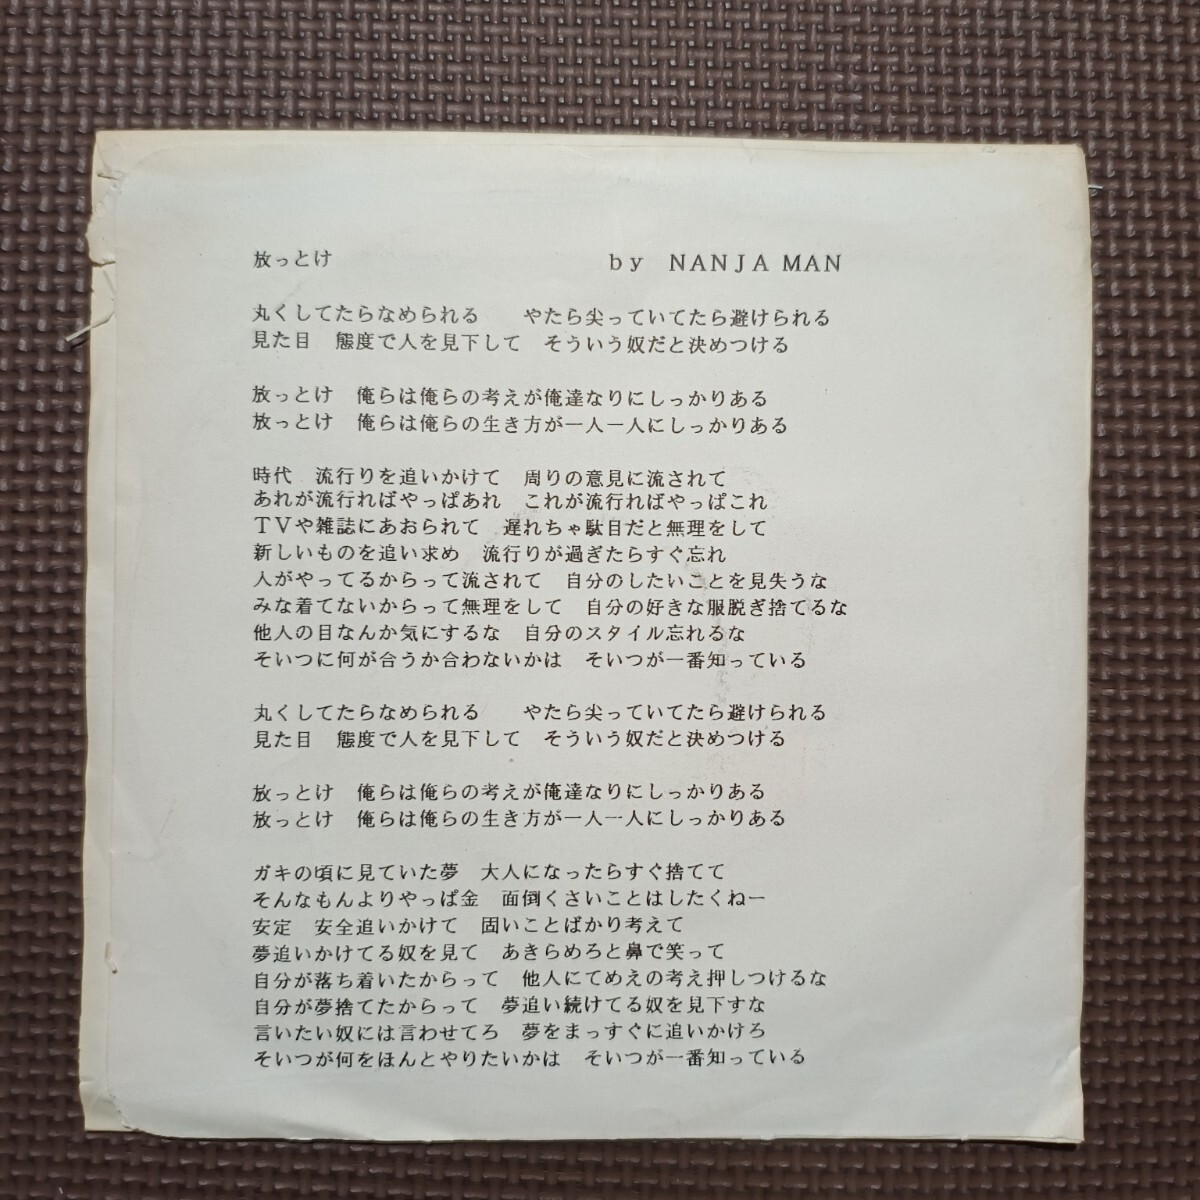 放っとけ　by　NANJA MAN
丸くしてたらなめられる　やたら尖っていてたら避けられる
見た目　態度で人を見下して　そういう奴だと決めつける
放っとけ　俺らは俺らの考えが俺達なりにしっかりある
放っとけ　俺らは俺らの生き方が一人一人にしっかりある
時代　流行りを追いかけて　周りの意見に流されて
あれが流行ればやっぱあれ　これが流行ればやっぱこれ
TVや雑誌にあおられて　遅れちゃ駄目だと無理をして
新しいものを追い求め　流行りが過ぎたらすぐ忘れ
人がやってるからって流されて　自分のしたいことを見失うな
みな着てないからって無理をして　自分の好きな服脱ぎ捨てるな
他人の目なんか気にするな　自分のスタイル忘れるな
そいつに何が合うか合わないかは　そいつが一番知っている
丸くしてたらなめられる　やたら尖っていてたら避けられる
見た目　態度で人を見下して　そういう奴だと決めつける
放っとけ　俺らは俺らの考えが俺達なりにしっかりある
放っとけ　俺らは俺らの生き方が一人一人にしっかりある
ガキの頃に見ていた夢　大人になったらすぐ捨てて
そんなもんよりやっぱ金　面倒くさいことはしたくねー
安定　安全追いかけて　固いことばかり考えて
夢追いかけてる奴を見て　あきらめろと鼻で笑って
自分が落ち着いたからって　他人にてめえの考え押しつけるな
自分が夢捨てたからって　夢追い続けてる奴を見下すな
言いたい奴には言わせてろ　夢をまっすぐに追いかけろ
そいつが何をほんとやりたいかは　そいつが一番知っている